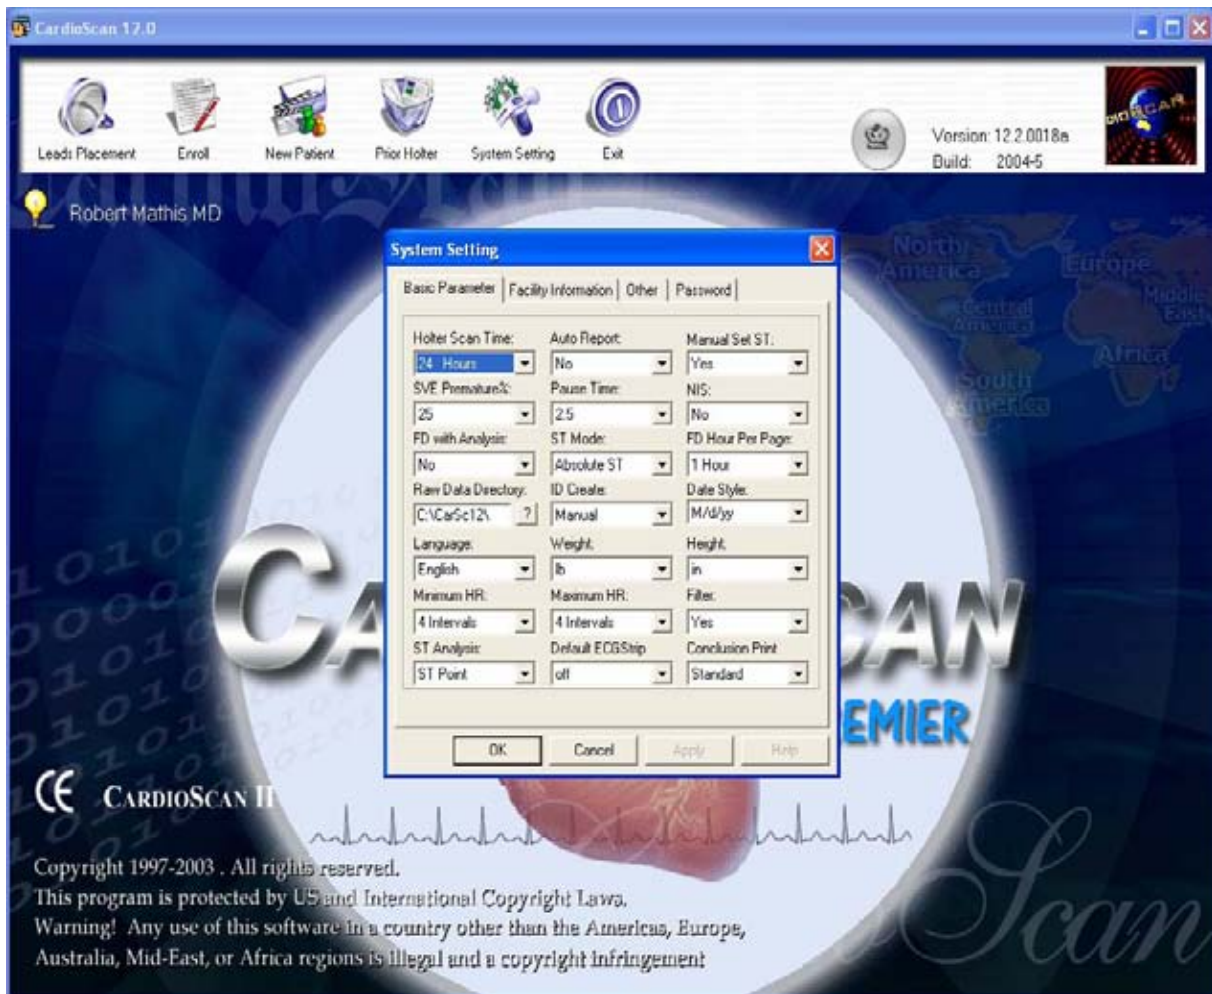 CardioScan 12.0
Leads Placement Enroll New Patient Prior Holter System Setting Exit
Version: 12.2.0018a
Build: 2004-5
Robert Mathis MD
System Setting
Basic Parameter Facility Information Other Password
Holter Scan Time: Auto Report: Manual Set ST:
24 Hours No Yes
SVE Premature%: Pause Time: NIS:
25 2.5 No
FD with Analysis: ST Mode: FD Hour Per Page:
No Absolute ST 1 Hour
Raw Data Directory: ID Create: Date Style:
C:\CarSc12\ ? Manual M/d/yy
Language: Weight: Height:
English lb in
Minimum HR: Maximum HR: Filter:
4 Intervals 4 Intervals Yes
ST Analysis: Default ECGStrip Conclusion Print
ST Point off Standard
OK Cancel Apply Help
North America
Europe
Middle East
Central America
Africa
South America
CARDIOSCAN II
Copyright 1997-2003 . All rights reserved.
This program is protected by US and International Copyright Laws.
Warning! Any use of this software in a country other than the Americas, Europe,
Australia, Mid-East, or Africa regions is illegal and a copyright infringement
Scan